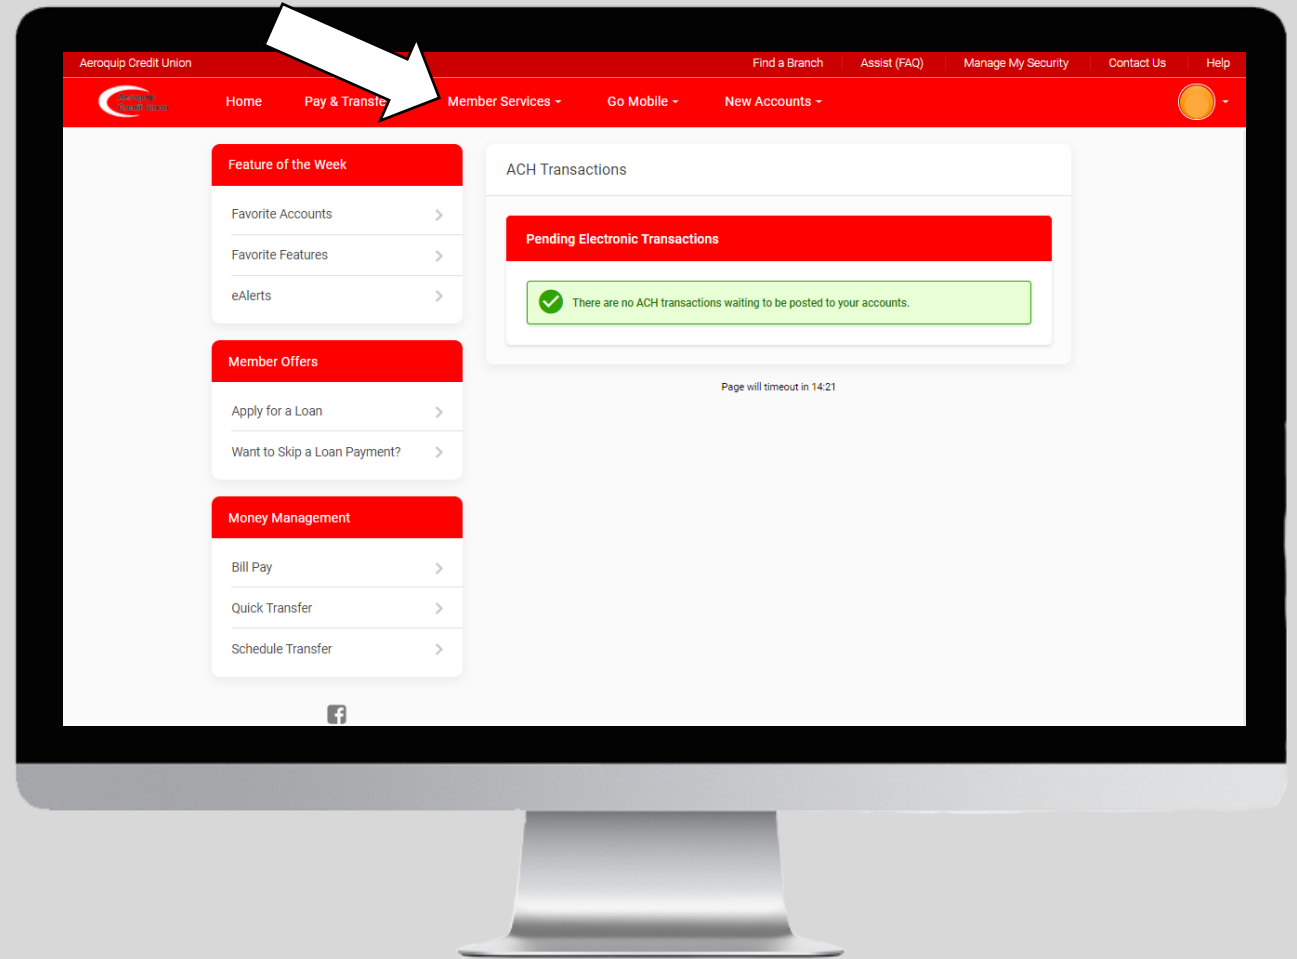 Aeroquip Credit Union
Find a Branch
Assist (FAQ)
Manage My Security
Contact Us
Help
Aeroquip
Credit Union
Home
Pay & Transfe
Member Services
Go Mobile
New Accounts
Feature of the Week
Favorite Accounts
Favorite Features
eAlerts
Member Offers
Apply for a Loan
Want to Skip a Loan Payment?
Money Management
Bill Pay
Quick Transfer
Schedule Transfer
ACH Transactions
Pending Electronic Transactions
There are no ACH transactions waiting to be posted to your accounts.
Page will timeout in 14:21